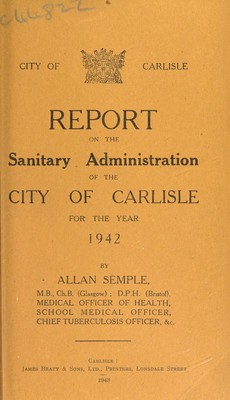 C44822
CITY OF CARLISLE
REPORT
ON THE
Sanitary Administration
OF THE
CITY OF CARLISLE
FOR THE YEAR
1942
BY
ALLAN SEMPLE,
M.B., Ch.B. (Glasgow) ; D.P.H. (Bristol)
MEDICAL OFFICER OF HEALTH,
SCHOOL MEDICAL OFFICER,
CHIEF TUBERCULOSIS OFFICER, &c.
CARLISLE :
JAMES BEATY & SONS, LTD., PRINTERS, LONSDALE STREET
1943